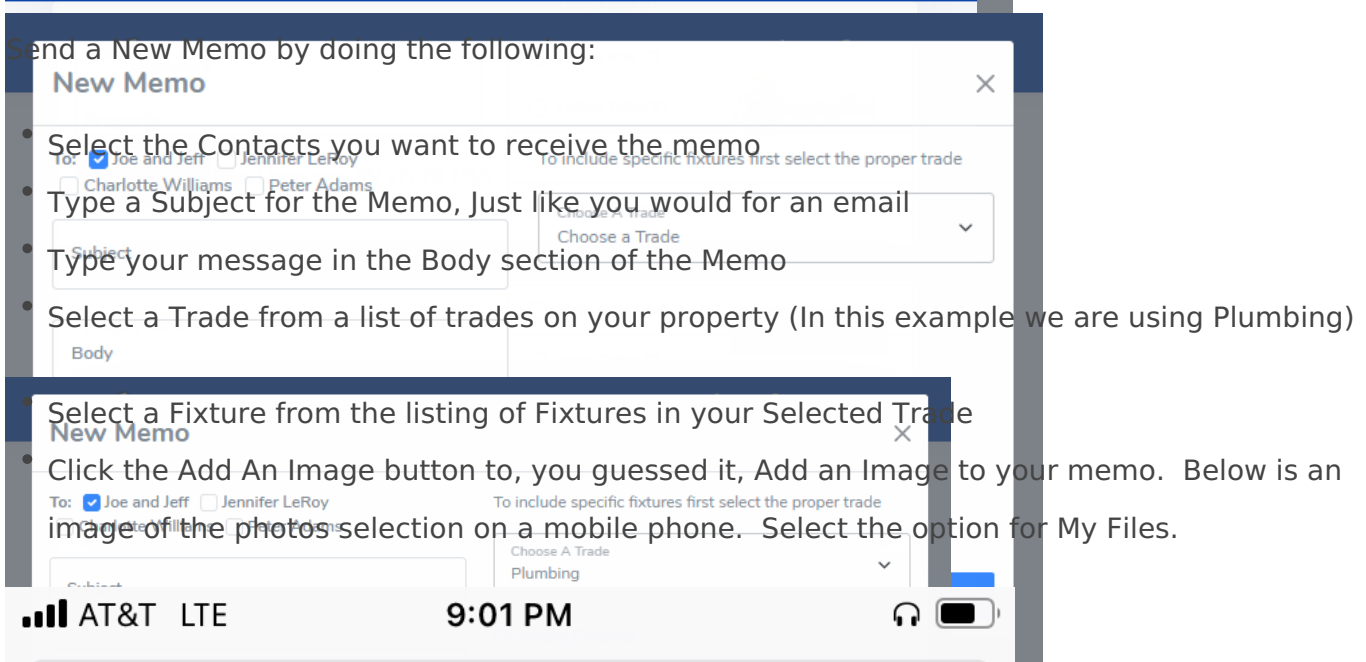 Send a New Memo by doing the following:
New Memo
Select the Contacts you want to receive the memo
To: Joe and Jeff Jennifer LeRoy To include specific fixtures first select the proper trade
Charlotte Williams Peter Adams
Type a Subject for the Memo, Just like you would for an email
Choose A Trade
Choose a Trade
Subject
Type your message in the Body section of the Memo
Select a Trade from a list of trades on your property (In this example we are using Plumbing)
Body
Select a Fixture from the listing of Fixtures in your Selected Trade
New Memo
Click the Add An Image button to, you guessed it, Add an Image to your memo. Below is an
To: Joe and Jeff Jennifer LeRoy To include specific fixtures first select the proper trade
Charlotte Williams Peter Adams
image of the photos selection on a mobile phone. Select the option for My Files.
Choose A Trade
Plumbing
Subject
AT&T LTE 9:01 PM